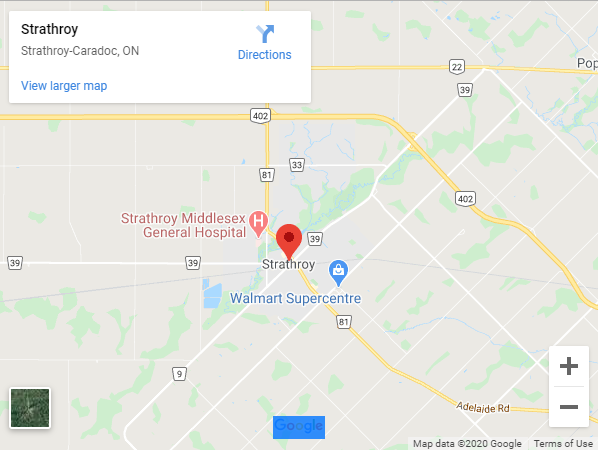 Strathroy
Strathroy-Caradoc, ON
Directions
View larger map
22
Pop
39
402
402
33
81
Strathroy Middlesex
General Hospital
39
39
39
Strathroy
Walmart Supercentre
81
9
Adelaide Rd
Google
Map data ©2020 Google
Terms of Use